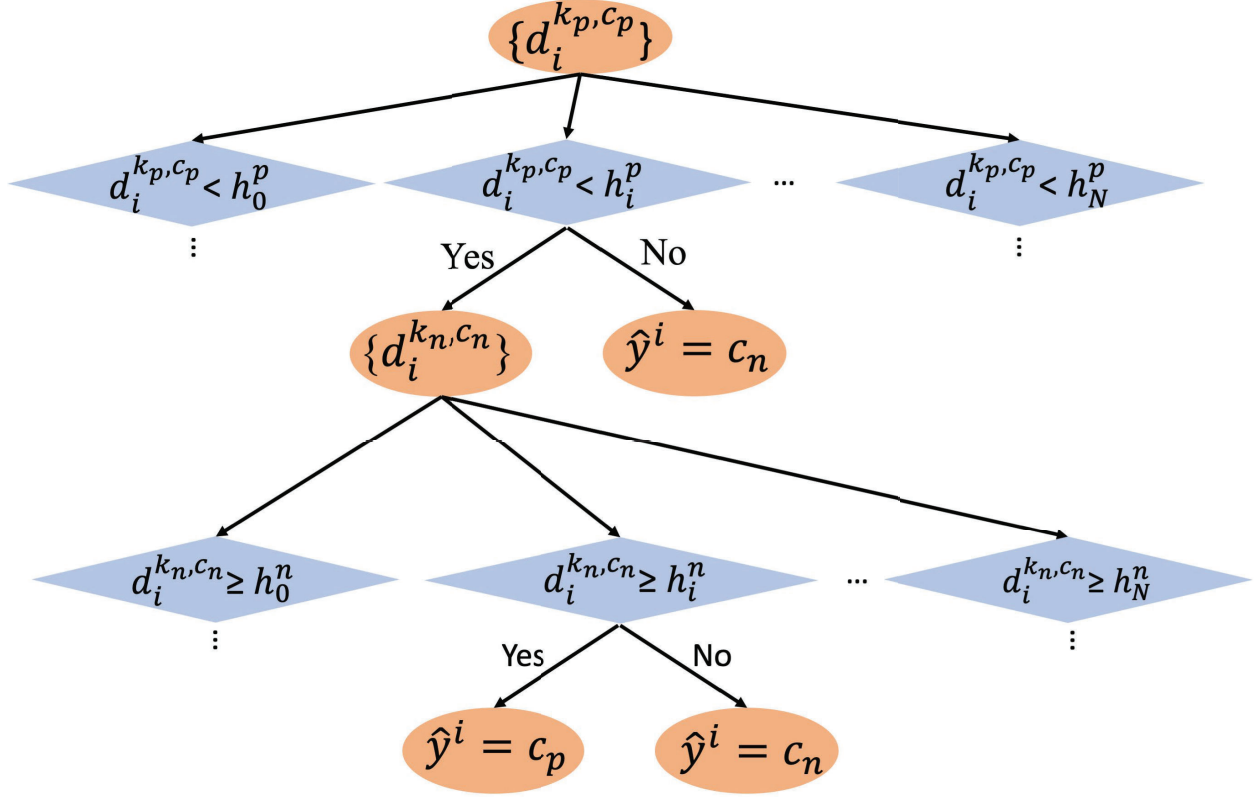 {d_i^{k_p,c_p}}
d_i^{k_p,c_p} < h_0^p
d_i^{k_p,c_p} < h_i^p
...
d_i^{k_p,c_p} < h_N^p
⋮
⋮
Yes
No
{d_i^{k_n,c_n}}
ŷ^i = c_n
d_i^{k_n,c_n} ≥ h_0^n
d_i^{k_n,c_n} ≥ h_i^n
...
d_i^{k_n,c_n} ≥ h_N^n
⋮
⋮
Yes
No
ŷ^i = c_p
ŷ^i = c_n